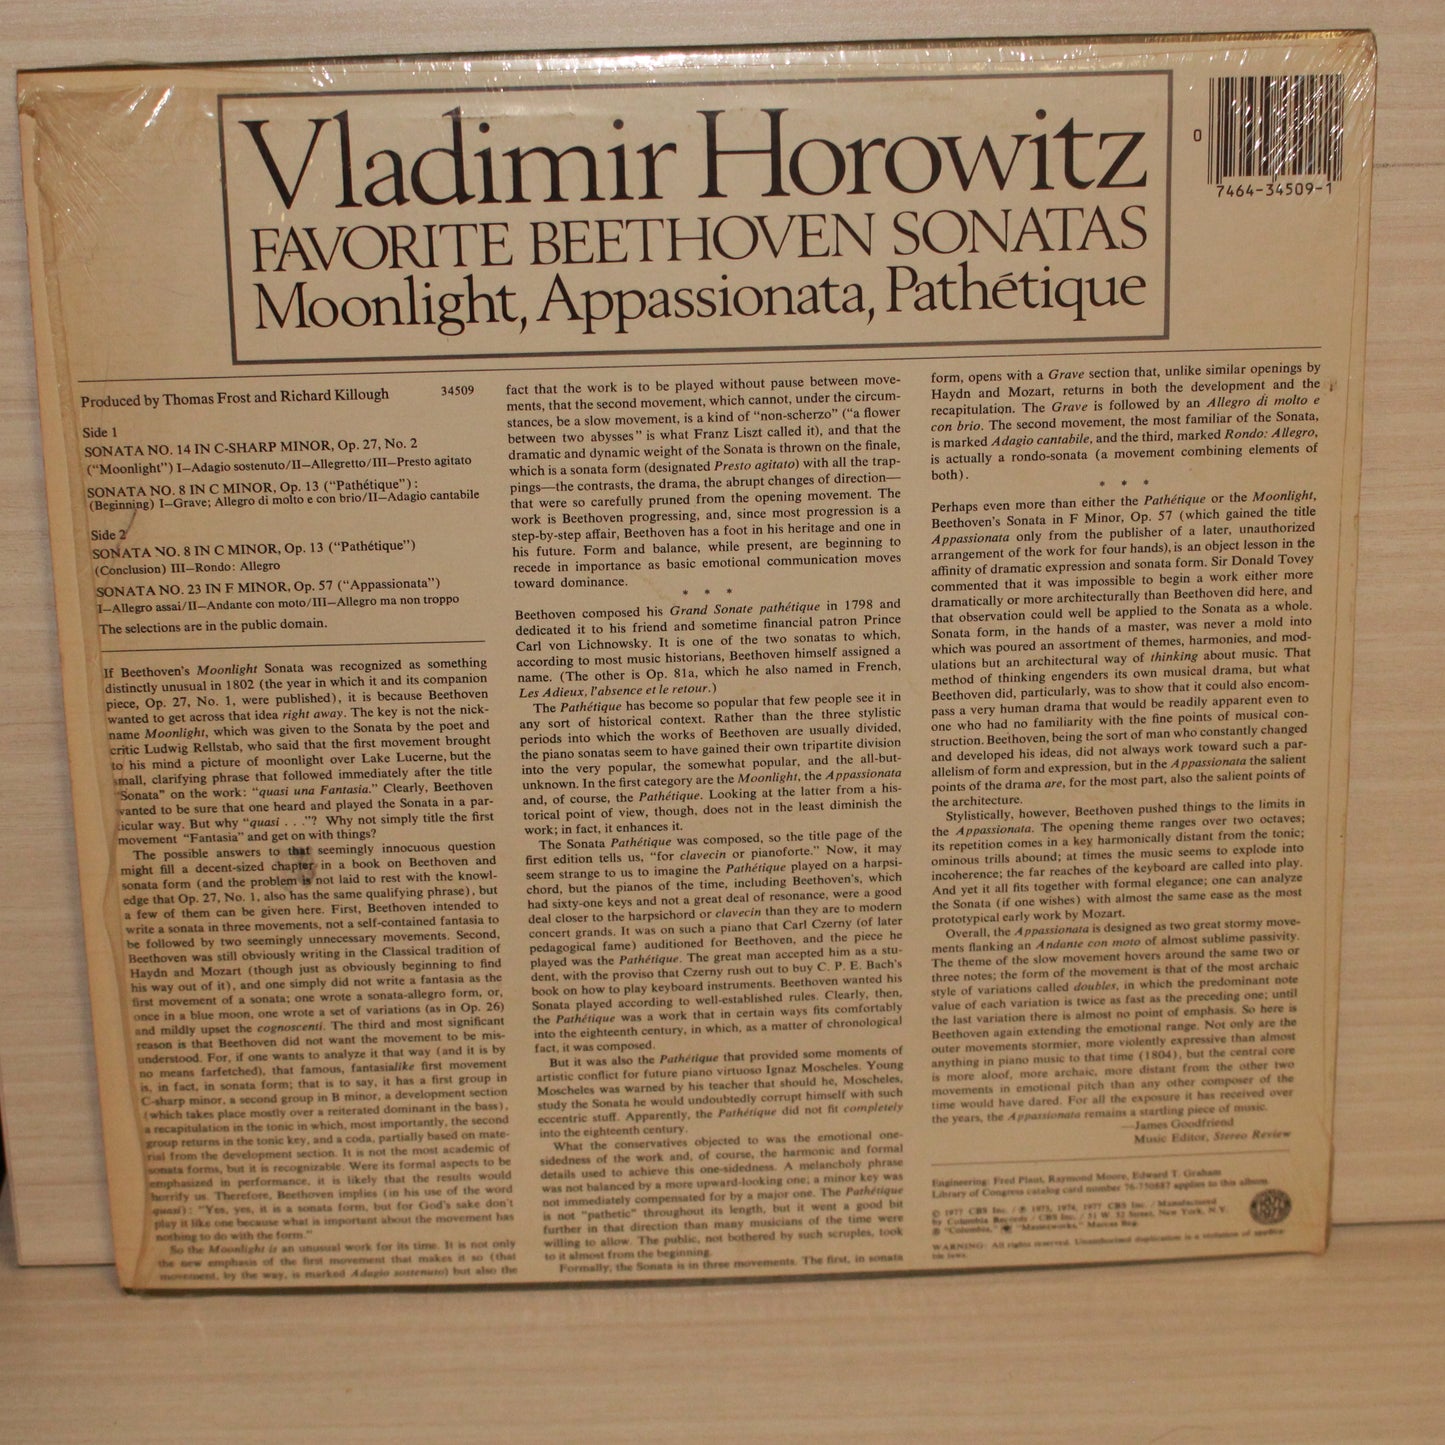 Vladimir Horowitz
FAVORITE BEETHOVEN SONATAS
Moonlight, Appassionata, Pathétique
0
7464-34509-1
Produced by Thomas Frost and Richard Killough 34509
Side 1
SONATA NO. 14 IN C-SHARP MINOR, Op. 27, No. 2
("Moonlight") I—Adagio sostenuto/II—Allegretto/III—Presto agitato
SONATA NO. 8 IN C MINOR, Op. 13 ("Pathétique") :
(Beginning) I—Grave; Allegro di molto e con brio/II—Adagio cantabile
Side 2
SONATA NO. 8 IN C MINOR, Op. 13 ("Pathétique")
(Conclusion) III—Rondo: Allegro
SONATA NO. 23 IN F MINOR, Op. 57 ("Appassionata")
I—Allegro assai/II—Andante con moto/III—Allegro ma non troppo
The selections are in the public domain.
If Beethoven's Moonlight Sonata was recognized as something
distinctly unusual in 1802 (the year in which it and its companion
piece, Op. 27, No. 1, were published), it is because Beethoven
wanted to get across that idea right away. The key is not the nick-
name Moonlight, which was given to the Sonata by the poet and
critic Ludwig Rellstab, who said that the first movement brought
to his mind a picture of moonlight over Lake Lucerne, but the
small, clarifying phrase that followed immediately after the title
"Sonata" on the work: "quasi una Fantasia." Clearly, Beethoven
wanted to be sure that one heard and played the Sonata in a par-
ticular way. But why "quasi . . ."? Why not simply title the first
movement "Fantasia" and get on with things?
The possible answers to that seemingly innocuous question
might fill a decent-sized chapter in a book on Beethoven and
sonata form (and the problem is not laid to rest with the knowl-
edge that Op. 27, No. 1, also has the same qualifying phrase), but
a few of them can be given here. First, Beethoven intended to
write a sonata in three movements, not a self-contained fantasia to
be followed by two seemingly unnecessary movements. Second,
Beethoven was still obviously writing in the Classical tradition of
Haydn and Mozart (though just as obviously beginning to find
his way out of it), and one simply did not write a fantasia as the
first movement of a sonata; one wrote a sonata-allegro form, or,
once in a blue moon, one wrote a set of variations (as in Op. 26)
and mildly upset the cognoscenti. The third and most significant
reason is that Beethoven did not want the movement to be mis-
understood. For, if one wants to analyze it that way (and it is by
no means farfetched), that famous, fantasialike first movement
is, in fact, in sonata form; that is to say, it has a first group in
C-sharp minor, a second group in B minor, a development section
(which takes place mostly over a reiterated dominant in the bass),
a recapitulation in the tonic in which, most importantly, the second
group returns in the tonic key, and a coda, partially based on mate-
rial from the development section. It is not the most academic of
sonata forms, but it is recognizable. Were its formal aspects to be
emphasized in performance, it is likely that the results would
horrify us. Therefore, Beethoven implies (in his use of the word
quasi): "Yes, yes, it is a sonata form, but for God's sake don't
play it like one because what is important about the movement has
nothing to do with the form."
So the Moonlight is an unusual work for its time. It is not only
the new emphasis of the first movement that makes it so (that
movement, by the way, is marked Adagio sostenuto) but also the
fact that the work is to be played without pause between move-
ments, that the second movement, which cannot, under the circum-
stances, be a slow movement, is a kind of "non-scherzo" ("a flower
between two abysses" is what Franz Liszt called it), and that the
dramatic and dynamic weight of the Sonata is thrown on the finale,
which is a sonata form (designated Presto agitato) with all the trap-
pings—the contrasts, the drama, the abrupt changes of direction—
that were so carefully pruned from the opening movement. The
work is Beethoven progressing, and, since most progression is a
step-by-step affair, Beethoven has a foot in his heritage and one in
his future. Form and balance, while present, are beginning to
recede in importance as basic emotional communication moves
toward dominance.
* * *
Beethoven composed his Grand Sonate pathétique in 1798 and
dedicated it to his friend and sometime financial patron Prince
Carl von Lichnowsky. It is one of the two sonatas to which,
according to most music historians, Beethoven himself assigned a
name. (The other is Op. 81a, which he also named in French,
Les Adieux, l'absence et le retour.)
The Pathétique has become so popular that few people see it in
any sort of historical context. Rather than the three stylistic
periods into which the works of Beethoven are usually divided,
the piano sonatas seem to have gained their own tripartite division
into the very popular, the somewhat popular, and the all-but-
unknown. In the first category are the Moonlight, the Appassionata
and, of course, the Pathétique. Looking at the latter from a his-
torical point of view, though, does not in the least diminish the
work; in fact, it enhances it.
The Sonata Pathétique was composed, so the title page of the
first edition tells us, "for clavecin or pianoforte." Now, it may
seem strange to us to imagine the Pathétique played on a harpsi-
chord, but the pianos of the time, including Beethoven's, which
had sixty-one keys and not a great deal of resonance, were a good
deal closer to the harpsichord or clavecin than they are to modern
concert grands. It was on such a piano that Carl Czerny (of later
pedagogical fame) auditioned for Beethoven, and the piece he
played was the Pathétique. The great man accepted him as a stu-
dent, with the proviso that Czerny rush out to buy C. P. E. Bach's
book on how to play keyboard instruments. Beethoven wanted his
Sonata played according to well-established rules. Clearly, then,
the Pathétique was a work that in certain ways fits comfortably
into the eighteenth century, in which, as a matter of chronological
fact, it was composed.
But it was also the Pathétique that provided some moments of
artistic conflict for future piano virtuoso Ignaz Moscheles. Young
Moscheles was warned by his teacher that should he, Moscheles,
study the Sonata he would undoubtedly corrupt himself with such
eccentric stuff. Apparently, the Pathétique did not fit completely
into the eighteenth century.
What the conservatives objected to was the emotional one-
sidedness of the work and, of course, the harmonic and formal
details used to achieve this one-sidedness. A melancholy phrase
was not balanced by a more upward-looking one; a minor key was
not immediately compensated for by a major one. The Pathétique
is not "pathetic" throughout its length, but it went a good bit
further in that direction than many musicians of the time were
willing to allow. The public, not bothered by such scruples, took
to it almost from the beginning.
Formally, the Sonata is in three movements. The first, in sonata
form, opens with a Grave section that, unlike similar openings by
Haydn and Mozart, returns in both the development and the
recapitulation. The Grave is followed by an Allegro di molto e
con brio. The second movement, the most familiar of the Sonata,
is marked Adagio cantabile, and the third, marked Rondo: Allegro,
is actually a rondo-sonata (a movement combining elements of
both).
* * *
Perhaps even more than either the Pathétique or the Moonlight,
Beethoven's Sonata in F Minor, Op. 57 (which gained the title
Appassionata only from the publisher of a later, unauthorized
arrangement of the work for four hands), is an object lesson in the
affinity of dramatic expression and sonata form. Sir Donald Tovey
commented that it was impossible to begin a work either more
dramatically or more architecturally than Beethoven did here, and
that observation could well be applied to the Sonata as a whole.
Sonata form, in the hands of a master, was never a mold into
which was poured an assortment of themes, harmonies, and mod-
ulations but an architectural way of thinking about music. That
method of thinking engenders its own musical drama, but what
Beethoven did, particularly, was to show that it could also encom-
pass a very human drama that would be readily apparent even to
one who had no familiarity with the fine points of musical con-
struction. Beethoven, being the sort of man who constantly changed
and developed his ideas, did not always work toward such a par-
allelism of form and expression, but in the Appassionata the salient
points of the drama are, for the most part, also the salient points of
the architecture.
Stylistically, however, Beethoven pushed things to the limits in
the Appassionata. The opening theme ranges over two octaves;
its repetition comes in a key harmonically distant from the tonic;
ominous trills abound; at times the music seems to explode into
incoherence; the far reaches of the keyboard are called into play.
And yet it all fits together with formal elegance; one can analyze
the Sonata (if one wishes) with almost the same ease as the most
prototypical early work by Mozart.
Overall, the Appassionata is designed as two great stormy move-
ments flanking an Andante con moto of almost sublime passivity.
The theme of the slow movement hovers around the same two or
three notes; the form of the movement is that of the most archaic
style of variations called doubles, in which the predominant note
value of each variation is twice as fast as the preceding one; until
the last variation there is almost no point of emphasis. So here is
Beethoven again extending the emotional range. Not only are the
outer movements stormier, more violently expressive than almost
anything in piano music to that time (1804), but the central core
is more aloof, more archaic, more distant from the other two
movements in emotional pitch than any other composer of the
time would have dared. For all the exposure it has received over
the years, the Appassionata remains a startling piece of music.
—James Goodfriend
Music Editor, Stereo Review
Engineering: Fred Plaut, Raymond Moore, Edward T. Graham
Library of Congress catalog card number 76-750887 applies to this album.
© 1977 CBS Inc. / ℗ 1973, 1974, 1977 CBS Inc. / Manufactured
by Columbia Records / CBS Inc. / 51 W. 52 Street, New York, N.Y.
® "Columbia," "Masterworks," Marcas Reg.
WARNING: All rights reserved. Unauthorized duplication is a violation of applica-
ble laws.